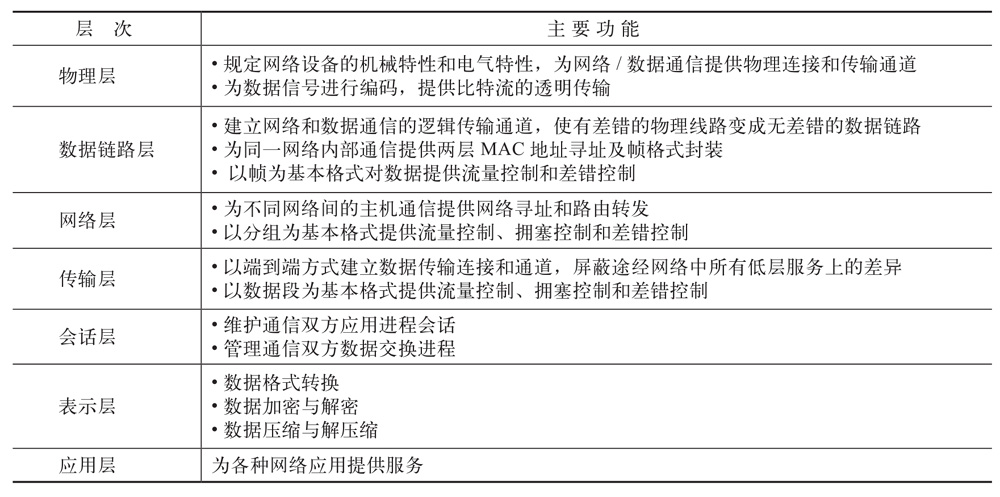 层 次 主要功能
物理层
·规定网络设备的机械特性和电气特性，为网络 / 数据通信提供物理连接和传输通道
·为数据信号进行编码，提供比特流的透明传输
数据链路层
·建立网络和数据通信的逻辑传输通道，使有差错的物理线路变成无差错的数据链路
·为同一网络内部通信提供两层 MAC 地址寻址及帧格式封装
·以帧为基本格式对数据提供流量控制和差错控制
网络层
·为不同网络间的主机通信提供网络寻址和路由转发
·以分组为基本格式提供流量控制、拥塞控制和差错控制
传输层
·以端到端方式建立数据传输连接和通道，屏蔽途经网络中所有低层服务上的差异
·以数据段为基本格式提供流量控制、拥塞控制和差错控制
会话层
·维护通信双方应用进程会话
·管理通信双方数据交换进程
表示层
·数据格式转换
·数据加密与解密
·数据压缩与解压缩
应用层 为各种网络应用提供服务